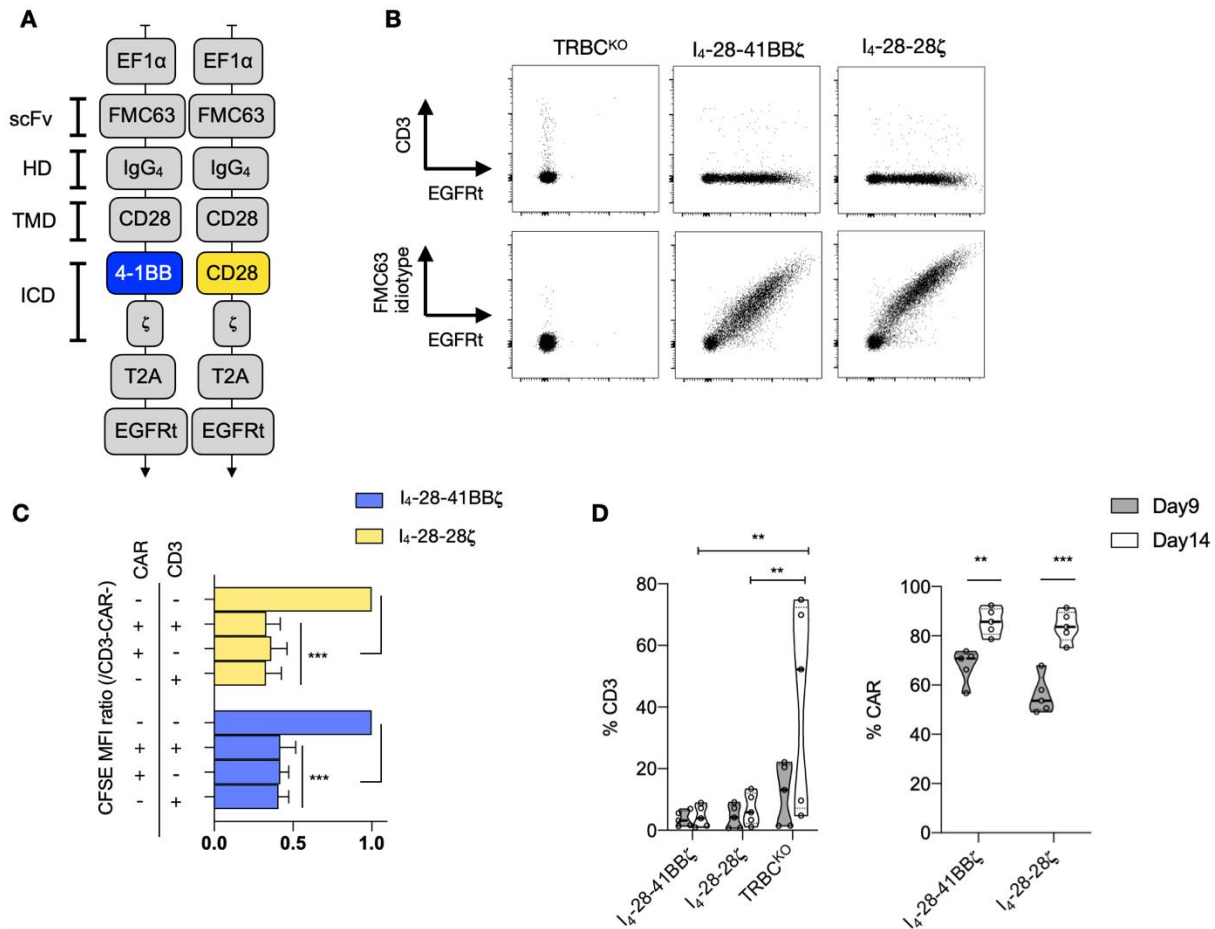 A
EF1α EF1α
scFv FMC63 FMC63
HD IgG₄ IgG₄
TMD CD28 CD28
ICD 4-1BB CD28
ζ ζ
T2A T2A
EGFRt EGFRt
B
TRBCᴷᴼ I₄-28-41BBζ I₄-28-28ζ
CD3
EGFRt
FMC63
idiotype
EGFRt
C
I₄-28-41BBζ
I₄-28-28ζ
CFSE MFI ratio (/CD3-CAR-)
CAR CD3
- -
+ +
+ -
- +
***
- -
+ +
+ -
- +
***
0.0 0.5 1.0
D
Day9
Day14
**
**
% CD3
80
60
40
20
0
I₄-28-41BBζ
I₄-28-28ζ
TRBCᴷᴼ
** ***
% CAR
100
80
60
40
20
0
I₄-28-41BBζ
I₄-28-28ζ